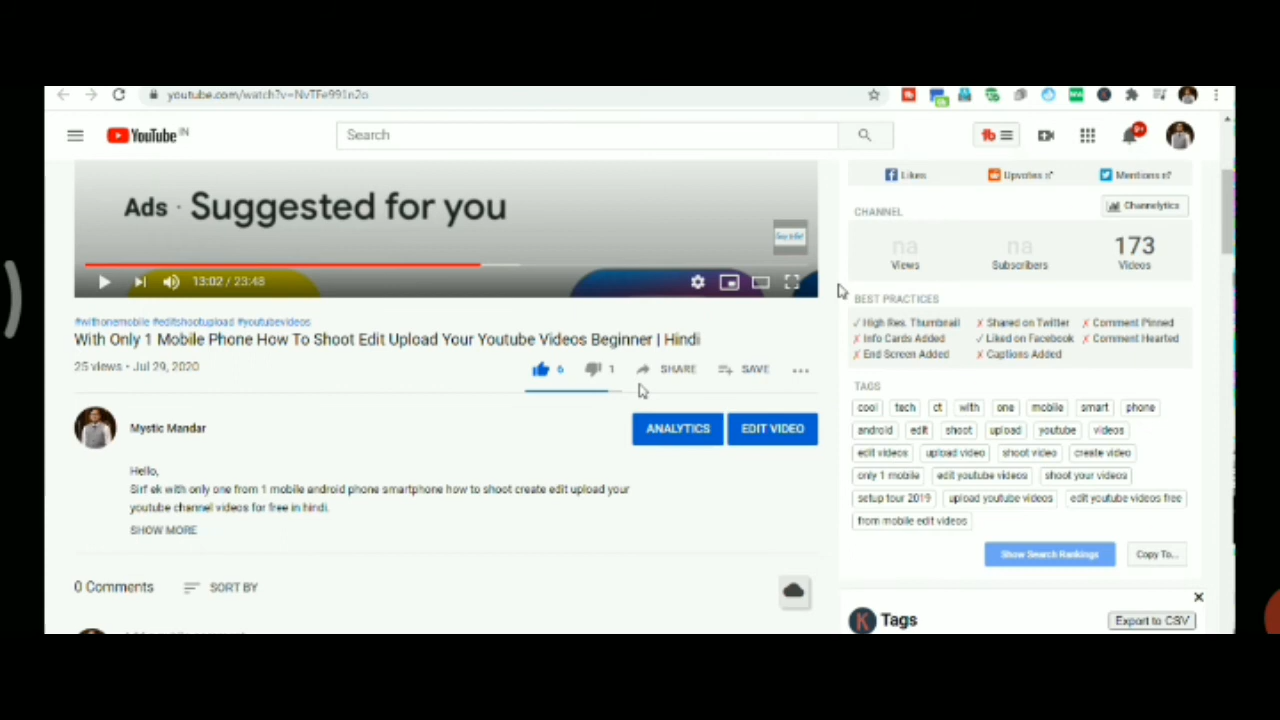 youtube.com/watch?v=NvTFe991n2o
YouTube IN
Search
9+
Ads · Suggested for you
13:02 / 23:48
#withonemobile #editshootupload #youtubevideos
With Only 1 Mobile Phone How To Shoot Edit Upload Your Youtube Videos Beginner | Hindi
25 views • Jul 29, 2020
6
1
SHARE
SAVE
Mystic Mandar
ANALYTICS
EDIT VIDEO
Hello,
Sirf ek with only one from 1 mobile android phone smartphone how to shoot create edit upload your
youtube channel videos for free in hindi.
SHOW MORE
0 Comments
SORT BY
Likes
Upvotes
Mentions
CHANNEL
Channelytics
na na 173
Views Subscribers Videos
BEST PRACTICES
✓ High Res. Thumbnail ✗ Shared on Twitter ✗ Comment Pinned
✗ Info Cards Added ✓ Liked on Facebook ✗ Comment Hearted
✗ End Screen Added ✗ Captions Added
TAGS
cool tech ct with one mobile smart phone
android edit shoot upload youtube videos
edit videos upload video shoot video create video
only 1 mobile edit youtube videos shoot your videos
setup tour 2019 upload youtube videos edit youtube videos free
from mobile edit videos
Show Search Rankings
Copy To...
K Tags
Export to CSV